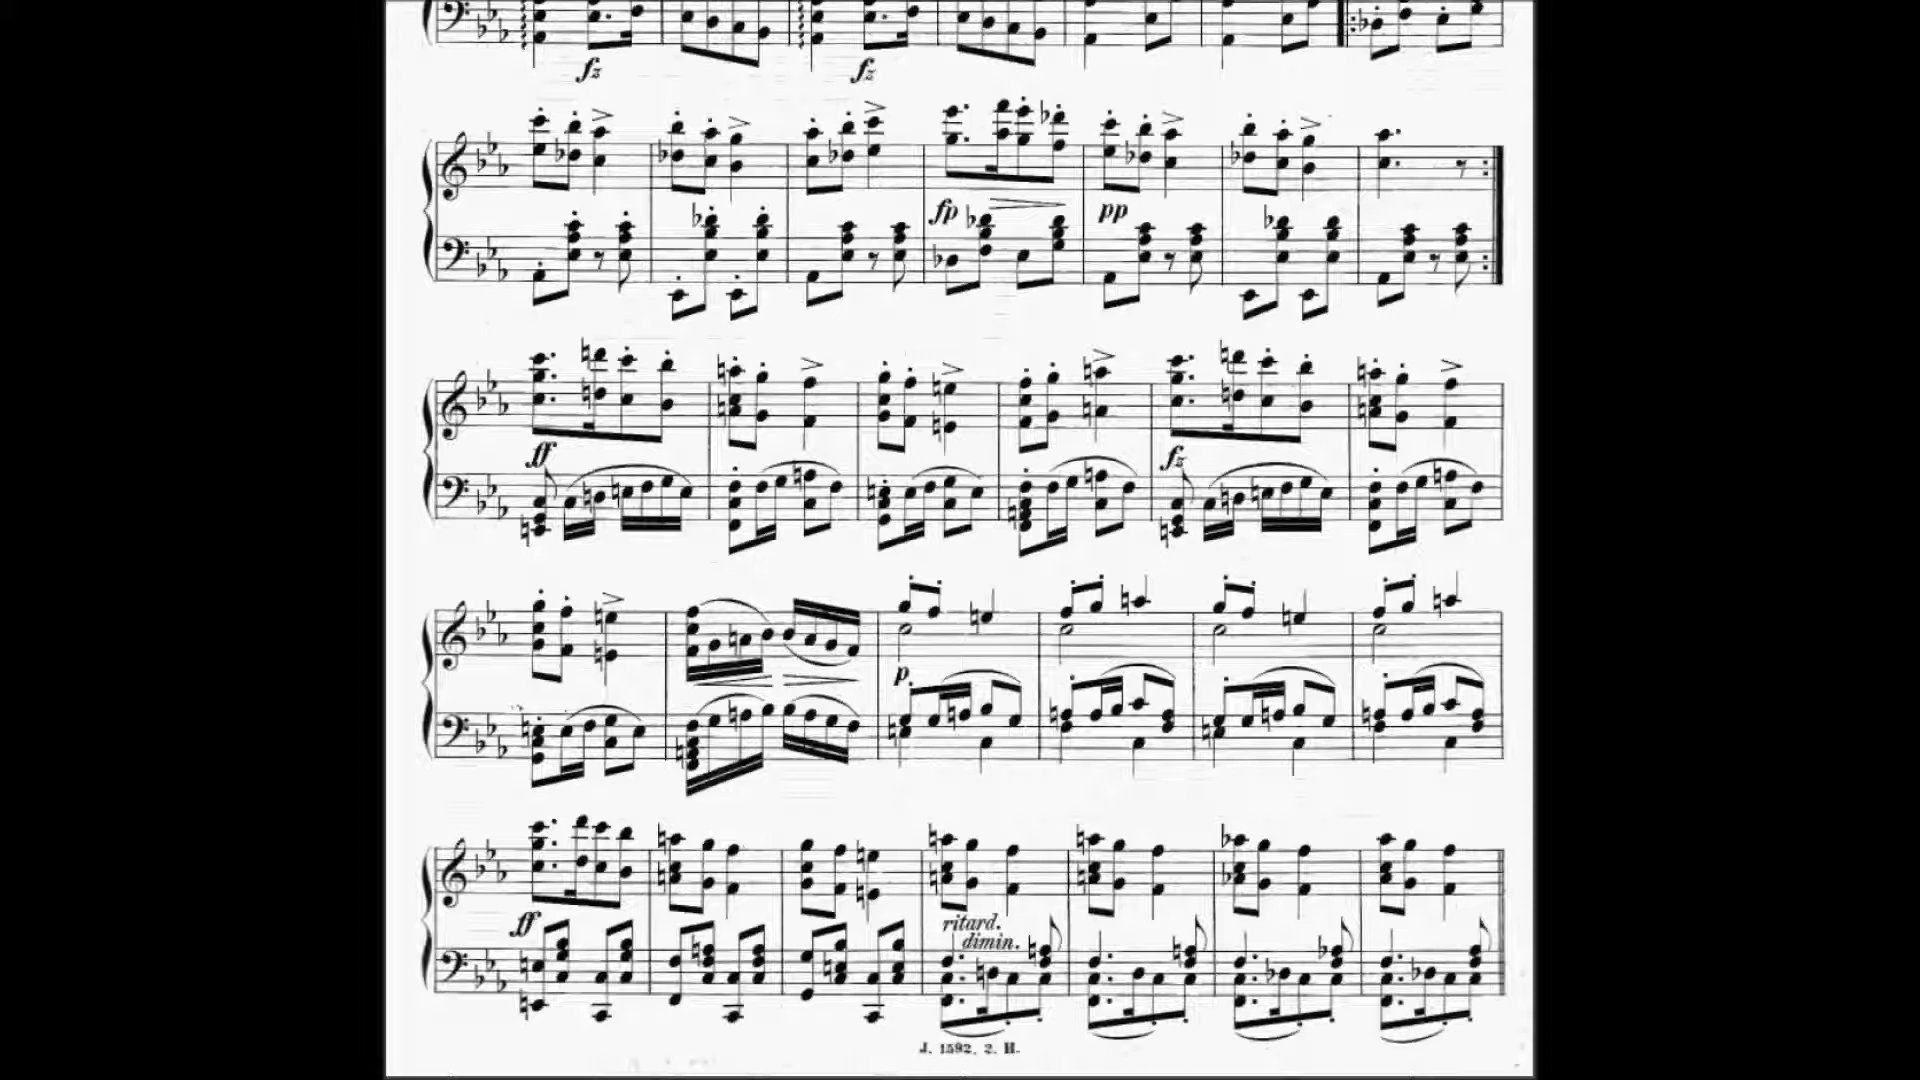 fz fz
fp pp
ff fz
p
ff
ritard.
dimin.
J. 1592. 2. H.